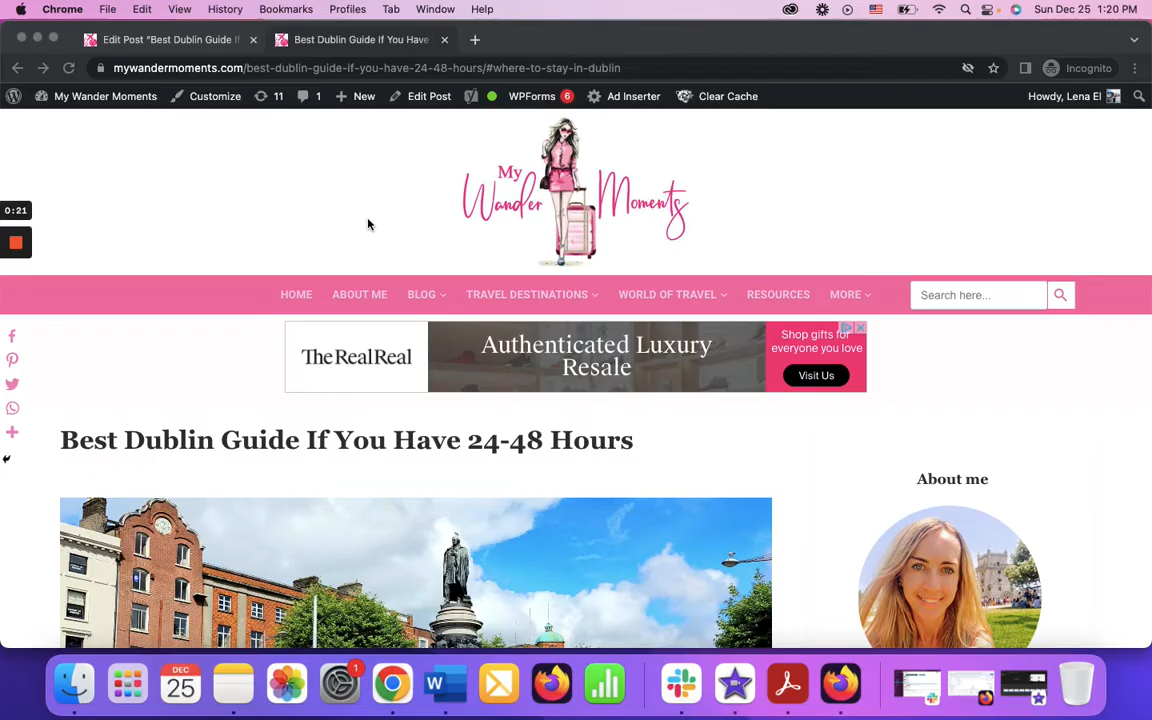 Chrome File Edit View History Bookmarks Profiles Tab Window Help Sun Dec 25 1:20 PM
Edit Post "Best Dublin Guide If
Best Dublin Guide If You Have
mywandermoments.com/best-dublin-guide-if-you-have-24-48-hours/#where-to-stay-in-dublin
Incognito
My Wander Moments Customize 11 1 New Edit Post WPForms 6 Ad Inserter Clear Cache Howdy, Lena El
My
Wander Moments
0:21
HOME ABOUT ME BLOG TRAVEL DESTINATIONS WORLD OF TRAVEL RESOURCES MORE Search here...
TheRealReal
Authenticated Luxury
Resale
Shop gifts for
everyone you love
Visit Us
Best Dublin Guide If You Have 24-48 Hours
About me
DEC
25
1
W